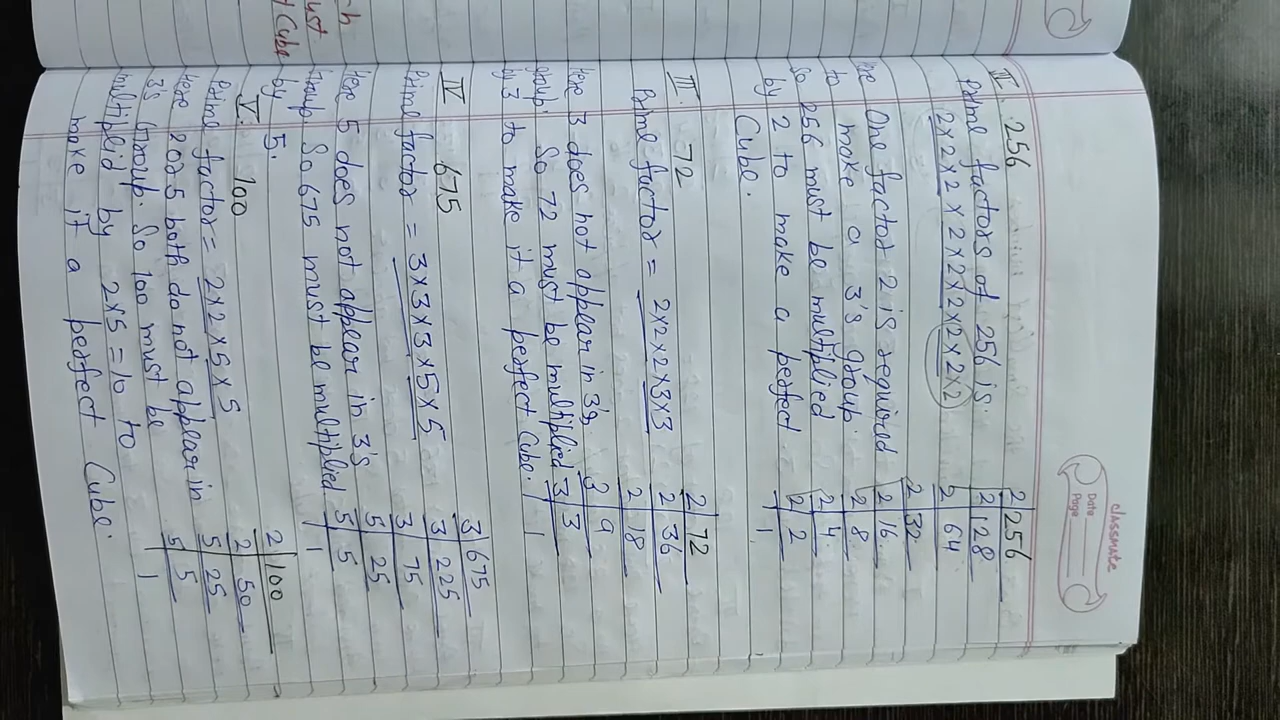 classmate
Date
Page
II. 256
Prime factors of 256 is.
2×2×2×2×2×2×2×2
One factor 2 is required
to make a 3's group.
so 256 must be multiplied
by 2 to make a perfect
Cube.
2 256
2 128
2 64
2 32
2 16
2 8
2 4
2 2
1
III. 72
Prime factor = 2×2×2×3×3
Here 3 does not applear in 3's
group. So 72 must be multiplied
by 3 to make it a perfect Cube.
2 72
2 36
2 18
3 9
3 3
1
IV 675
Prime factor = 3×3×3×5×5
Here 5 does not applear in 3's
Group So 675 must be multiplied
by 5.
3 675
3 225
3 75
5 25
5 5
1
V. 100
Prime factor = 2×2×5×5
Here 2 or 5 both do not applear in
3's Group. So 100 must be
multiplid by 2×5=10 to
make it a perfect Cube.
2 100
2 50
5 25
5 5
1
ust
Cube